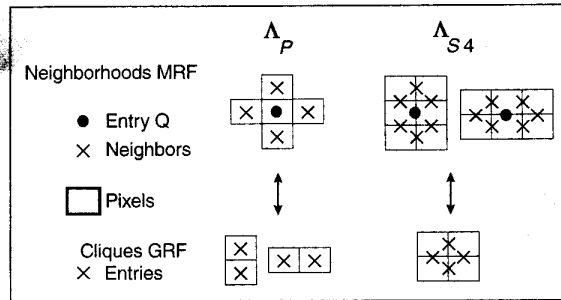 Λ_P
Λ_S4
Neighborhoods MRF
● Entry Q
× Neighbors
Pixels
Cliques GRF
× Entries